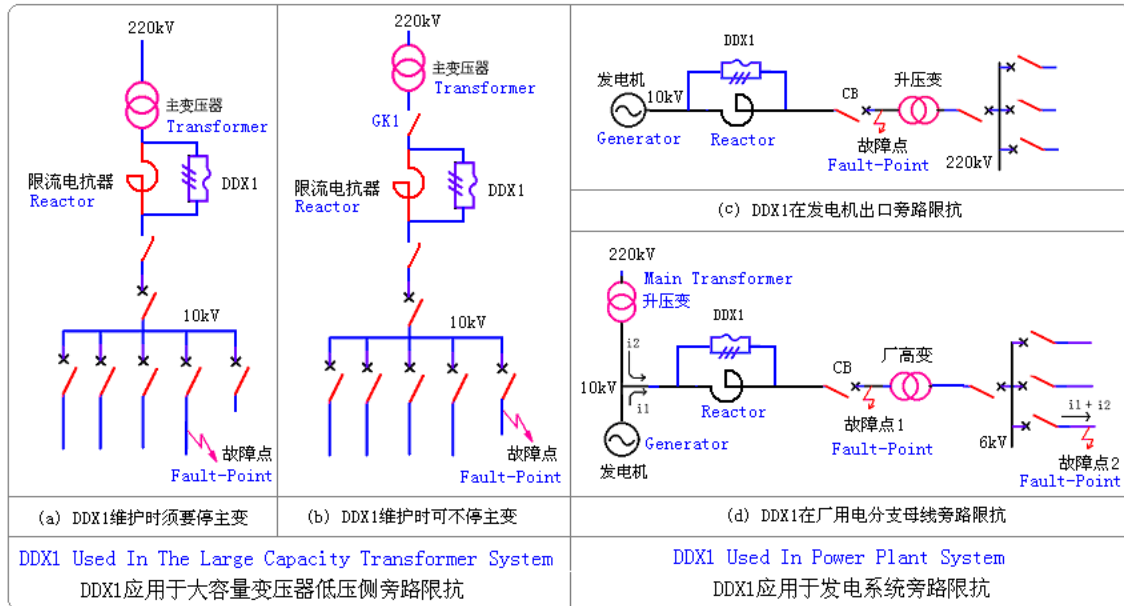 220kV
主变压器
Transformer
DDX1
限流电抗器
Reactor
10kV
故障点
Fault-Point
(a) DDX1维护时须要停主变
220kV
主变压器
Transformer
GK1
DDX1
限流电抗器
Reactor
10kV
故障点
Fault-Point
(b) DDX1维护时可不停主变
DDX1 Used In The Large Capacity Transformer System
DDX1应用于大容量变压器低压侧旁路限抗
DDX1
发电机
10kV
Generator
Reactor
CB
升压变
故障点
Fault-Point
220kV
(c) DDX1在发电机出口旁路限抗
220kV
Main Transformer
升压变
DDX1
i2
10kV
i1
Reactor
CB
厂高变
Generator
发电机
故障点1
Fault-Point
6kV
i1 + i2
故障点2
Fault-Point
(d) DDX1在厂用电分支母线旁路限抗
DDX1 Used In Power Plant System
DDX1应用于发电系统旁路限抗